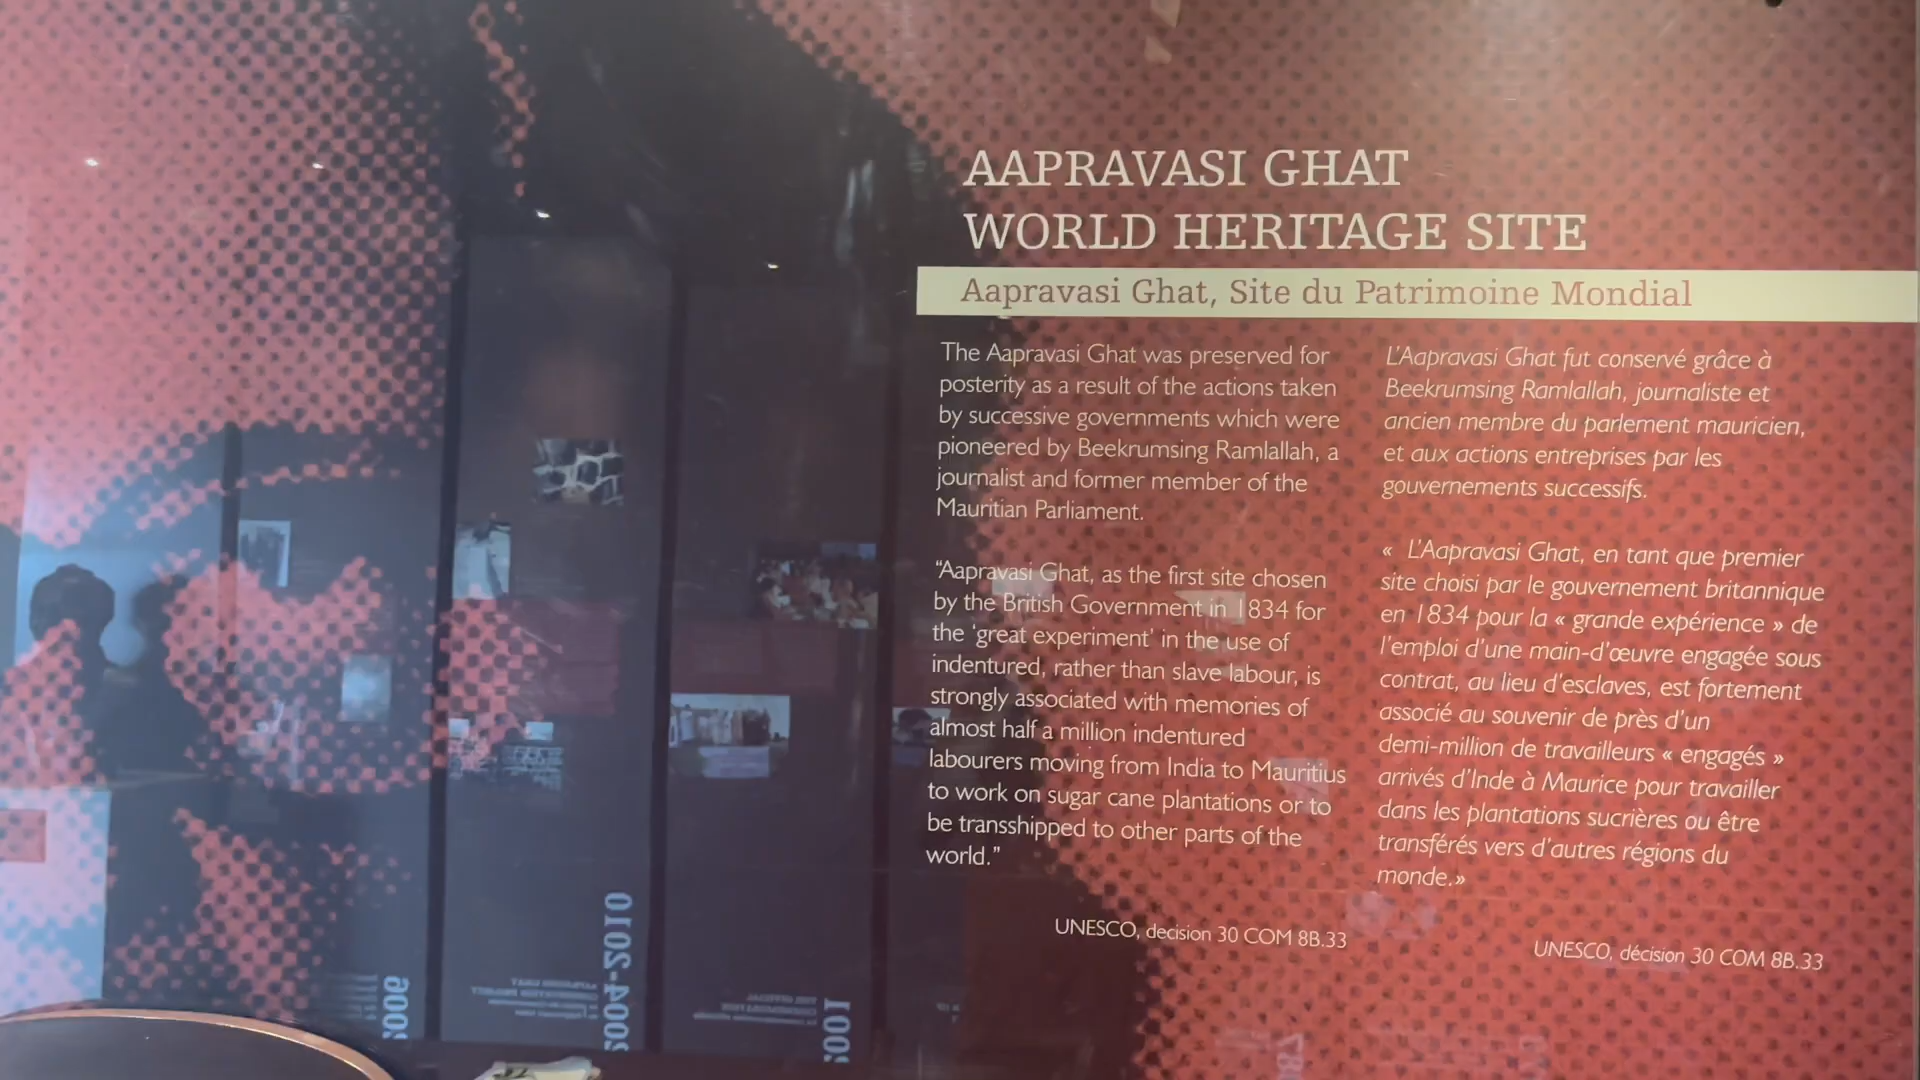 AAPRAVASI GHAT
WORLD HERITAGE SITE
Aapravasi Ghat, Site du Patrimoine Mondial
The Aapravasi Ghat was preserved for
posterity as a result of the actions taken
by successive governments which were
pioneered by Beekrumsing Ramlallah, a
journalist and former member of the
Mauritian Parliament.
“Aapravasi Ghat, as the first site chosen
by the British Government in 1834 for
the ‘great experiment’ in the use of
indentured, rather than slave labour, is
strongly associated with memories of
almost half a million indentured
labourers moving from India to Mauritius
to work on sugar cane plantations or to
be transshipped to other parts of the
world.”
UNESCO, decision 30 COM 8B.33
L’Aapravasi Ghat fut conservé grâce à
Beekrumsing Ramlallah, journaliste et
ancien membre du parlement mauricien,
et aux actions entreprises par les
gouvernements successifs.
« L’Aapravasi Ghat, en tant que premier
site choisi par le gouvernement britannique
en 1834 pour la « grande expérience » de
l’emploi d’une main-d’œuvre engagée sous
contrat, au lieu d’esclaves, est fortement
associé au souvenir de près d’un
demi-million de travailleurs « engagés »
arrivés d’Inde à Maurice pour travailler
dans les plantations sucrières ou être
transférés vers d’autres régions du
monde.»
UNESCO, décision 30 COM 8B.33
2004-2010